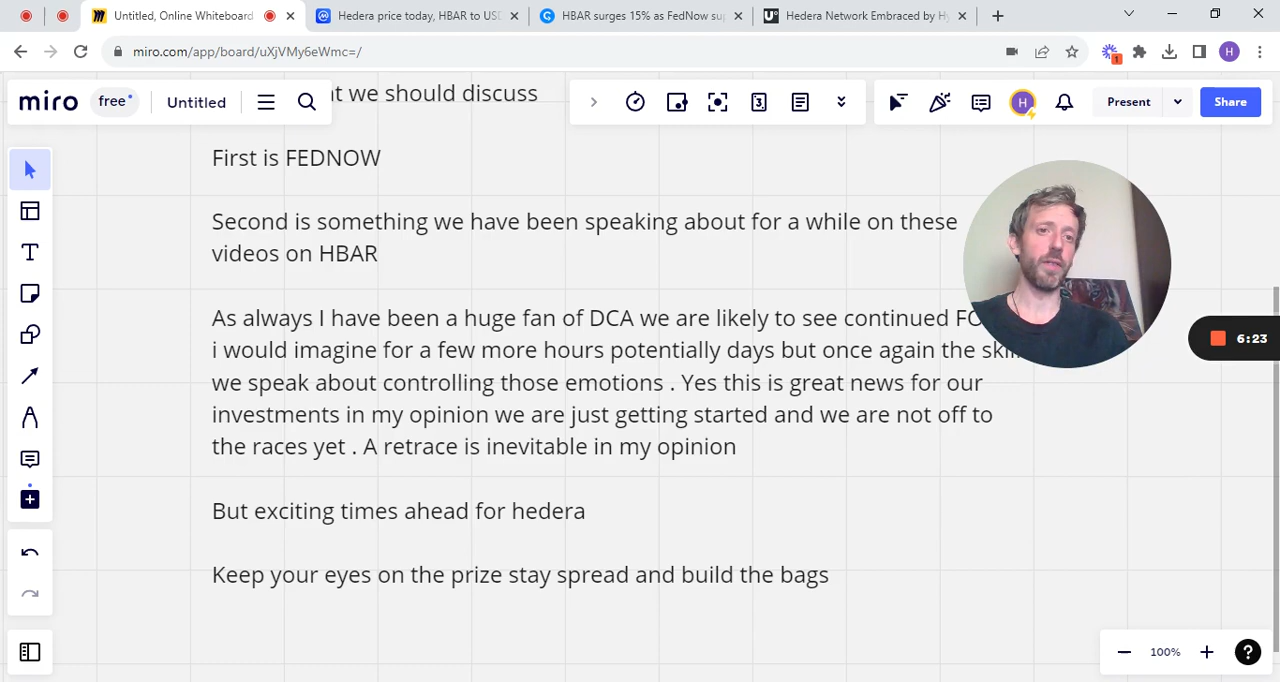 Untitled, Online Whiteboard
Hedera price today, HBAR to USD
HBAR surges 15% as FedNow su
Hedera Network Embraced by Hy
miro.com/app/board/uXjVMy6eWmc=/
1
H
miro
free
Untitled
3
H
Present
Share
t we should discuss
First is FEDNOW
Second is something we have been speaking about for a while on these
videos on HBAR
As always I have been a huge fan of DCA we are likely to see continued FO
i would imagine for a few more hours potentially days but once again the skil
we speak about controlling those emotions . Yes this is great news for our
investments in my opinion we are just getting started and we are not off to
the races yet . A retrace is inevitable in my opinion
But exciting times ahead for hedera
Keep your eyes on the prize stay spread and build the bags
6:23
100%
?